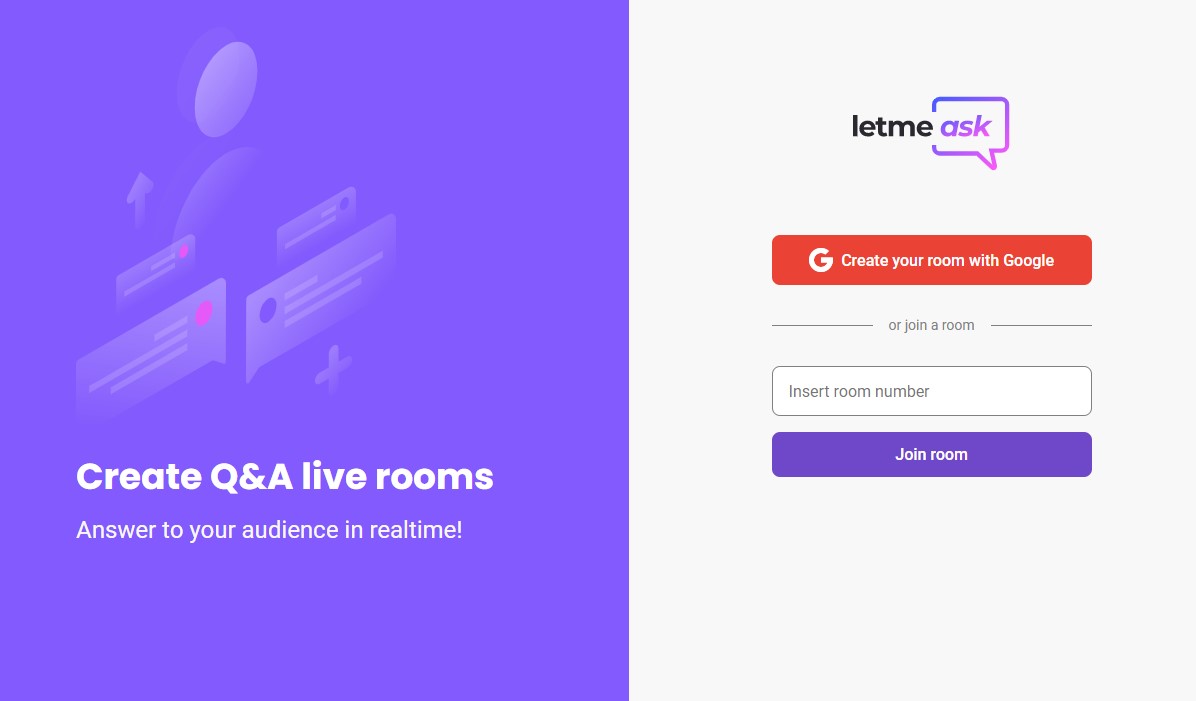 Create Q&A live rooms
Answer to your audience in realtime!
letme ask
Create your room with Google
or join a room
Insert room number
Join room